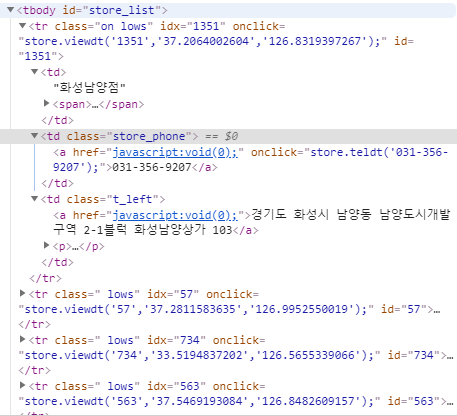 ▼<tbody id="store_list">
▼<tr class="on lows" idx="1351" onclick=
"store.viewdt('1351','37.2064002604','126.8319397267');" id=
"1351">
▼<td>
"화성남양점"
▶<span>…</span>
</td>
▼<td class="store_phone"> == $0
<a href="javascript:void(0);" onclick="store.teldt('031-356-
9207');">031-356-9207</a>
</td>
▼<td class="t_left">
<a href="javascript:void(0);">경기도 화성시 남양동 남양도시개발
구역 2-1블럭 화성남양상가 103</a>
▶<p>…</p>
</td>
</tr>
▶<tr class=" lows" idx="57" onclick=
"store.viewdt('57','37.2811583635','126.9952550019');" id="57">…
</tr>
▶<tr class=" lows" idx="734" onclick=
"store.viewdt('734','33.5194837202','126.5655339066');" id="734">…
</tr>
▶<tr class=" lows" idx="563" onclick=
"store.viewdt('563','37.5469193084','126.8482609157');" id="563">…